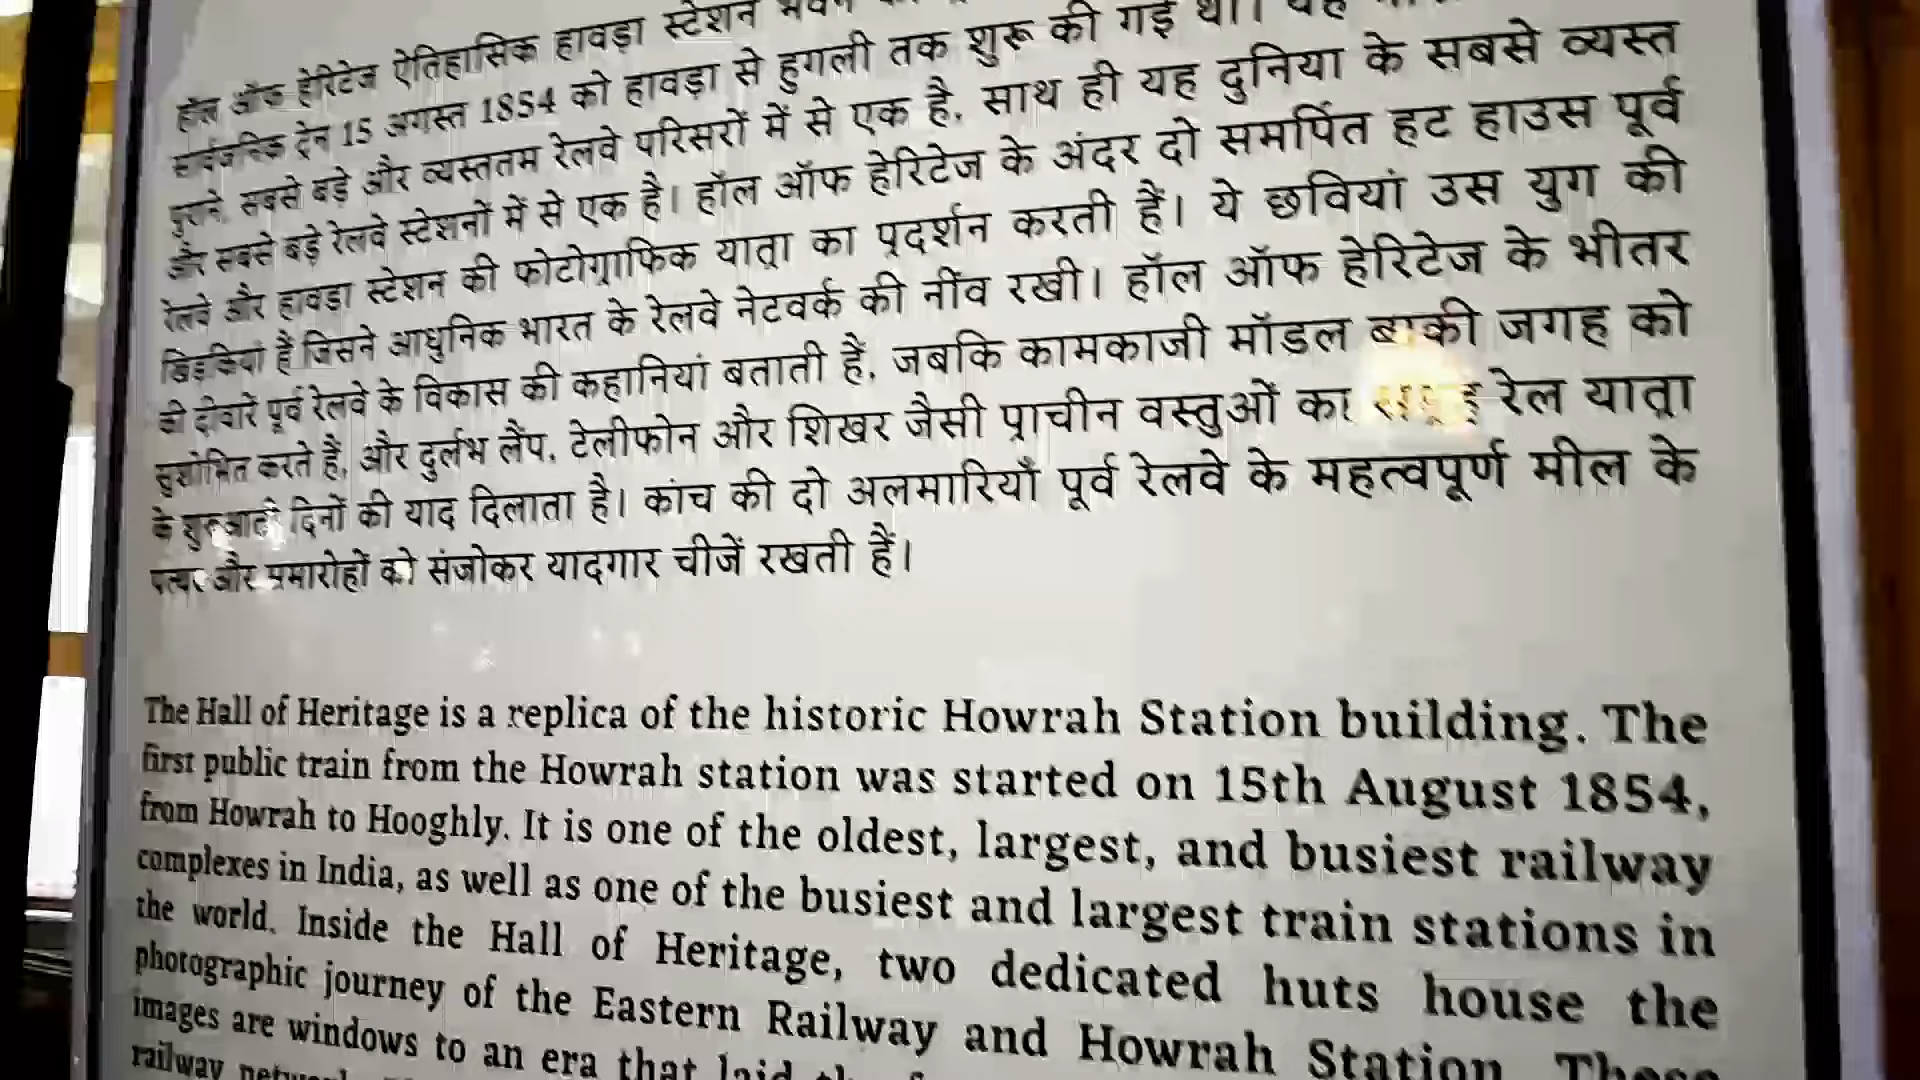 हॉल ऑफ हेरिटेज ऐतिहासिक हावड़ा स्टेशन भवन
सार्वजनिक ट्रेन 15 अगस्त 1854 को हावड़ा से हुगली तक शुरू की गई थी। यह
पुराने, सबसे बड़े और व्यस्ततम रेलवे परिसरों में से एक है, साथ ही यह दुनिया के सबसे व्यस्त
और सबसे बड़े रेलवे स्टेशनों में से एक है। हॉल ऑफ हेरिटेज के अंदर दो समर्पित हट हाउस पूर्व
रेलवे और हावड़ा स्टेशन की फोटोग्राफिक यात्रा का प्रदर्शन करती हैं। ये छवियां उस युग की
खिड़कियां हैं जिसने आधुनिक भारत के रेलवे नेटवर्क की नींव रखी। हॉल ऑफ हेरिटेज के भीतर
की दीवारें पूर्व रेलवे के विकास की कहानियां बताती हैं, जबकि कामकाजी मॉडल बाकी जगह को
सुशोभित करते हैं, और दुर्लभ लैंप, टेलीफोन और शिखर जैसी प्राचीन वस्तुओं का रेल यात्रा
के शुरुआती दिनों की याद दिलाता है। कांच की दो अलमारियाँ पूर्व रेलवे के महत्वपूर्ण मील के
पत्थर और समारोहों को संजोकर यादगार चीजें रखती हैं।
The Hall of Heritage is a replica of the historic Howrah Station building. The
first public train from the Howrah station was started on 15th August 1854,
from Howrah to Hooghly. It is one of the oldest, largest, and busiest railway
complexes in India, as well as one of the busiest and largest train stations in
the world. Inside the Hall of Heritage, two dedicated huts house the
photographic journey of the Eastern Railway and Howrah Station. These
images are windows to an era that laid the
railway